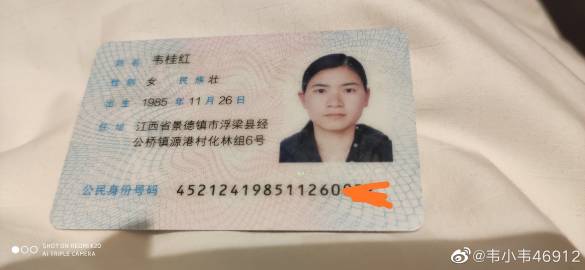 姓名 韦桂红
性别 女 民族 壮
出生 1985 年 11 月 26 日
住址 江西省景德镇市浮梁县经
公桥镇源港村化林组6号
公民身份号码 452124198511260
SHOT ON REDMI K20
AI TRIPLE CAMERA
@韦小韦46912